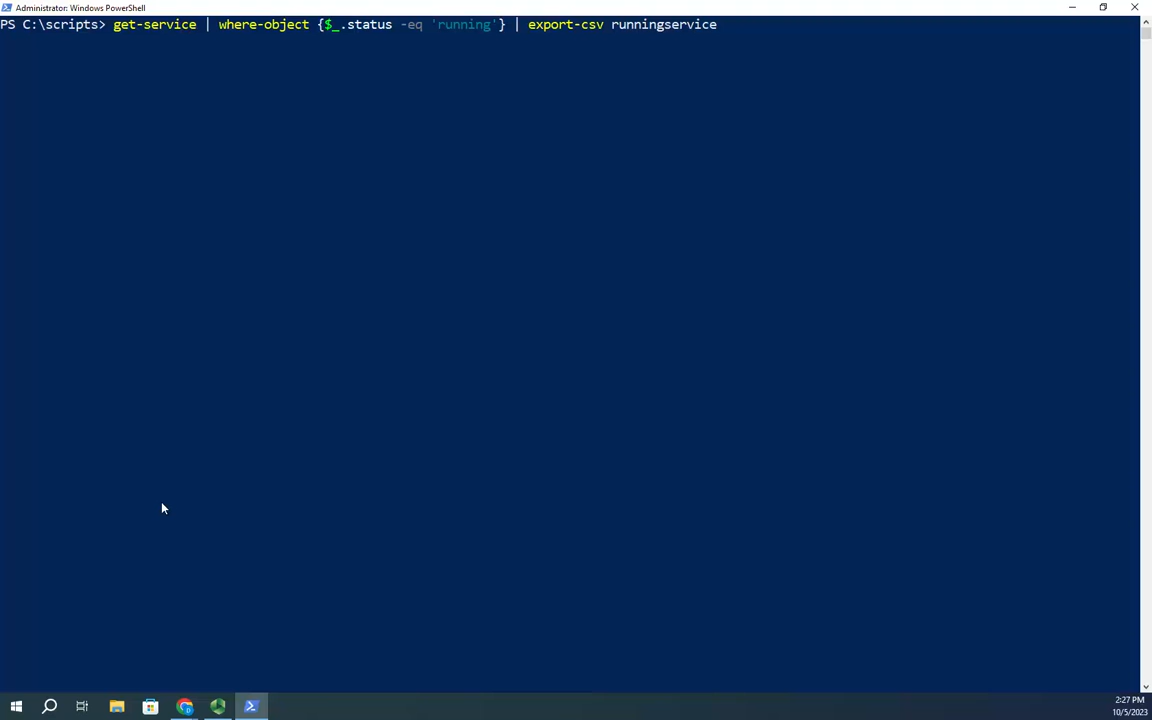 Administrator: Windows PowerShell
PS C:\scripts> get-service | where-object {$_.status -eq 'running'} | export-csv runningservice
2:27 PM
10/5/2023